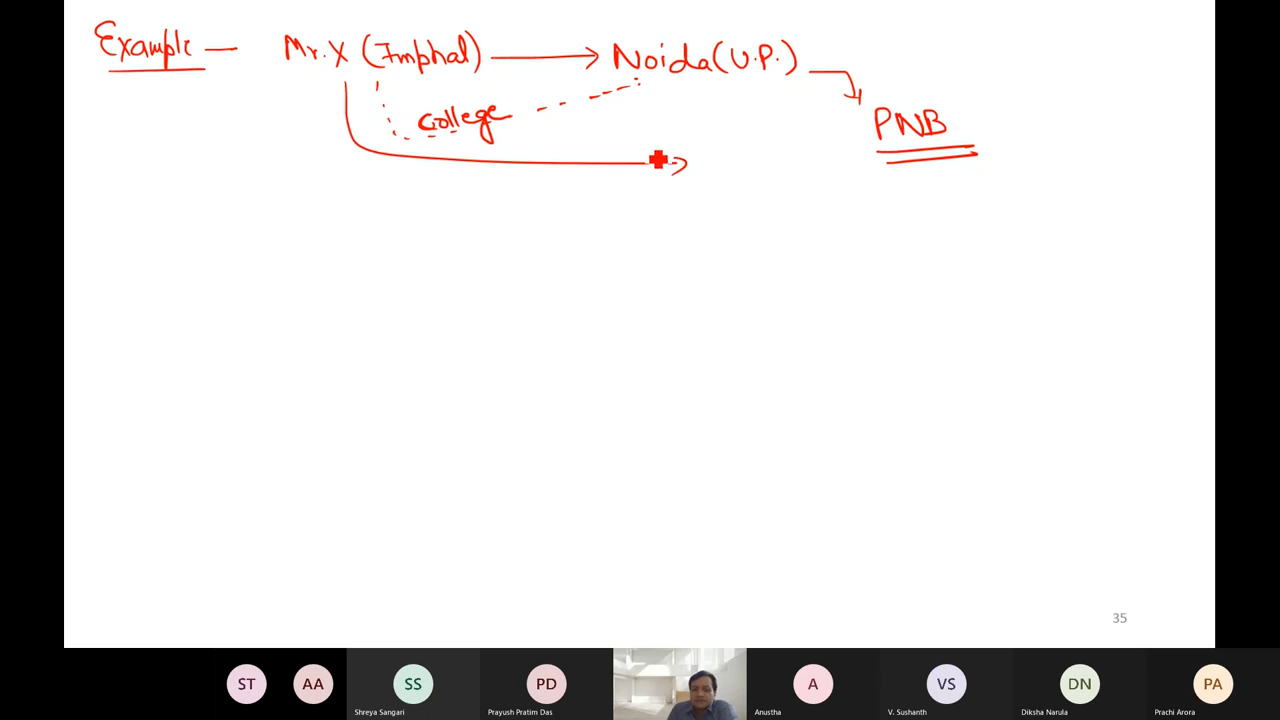 Example — Mr. X (Imphal) → Noida (U.P.)
College
PNB
35
ST
AA
SS
PD
A
VS
DN
PA
Shreya Sangari
Prayush Pratim Das
Anustha
V. Sushanth
Diksha Narula
Prachi Arora